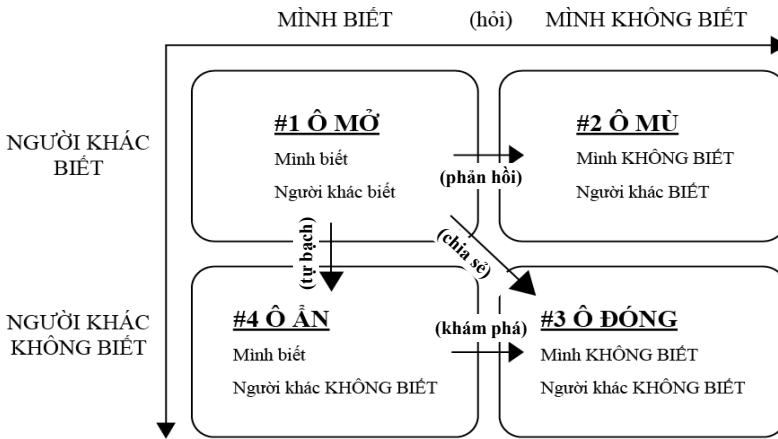 MÌNH BIẾT (hỏi) MÌNH KHÔNG BIẾT
NGƯỜI KHÁC
BIẾT
#1 Ô MỞ
Mình biết
Người khác biết
(phản hồi)
#2 Ô MÙ
Mình KHÔNG BIẾT
Người khác BIẾT
(tự bạch)
(chia sẻ)
NGƯỜI KHÁC
KHÔNG BIẾT
#4 Ô ẨN
Mình biết
Người khác KHÔNG BIẾT
(khám phá)
#3 Ô ĐÓNG
Mình KHÔNG BIẾT
Người khác KHÔNG BIẾT